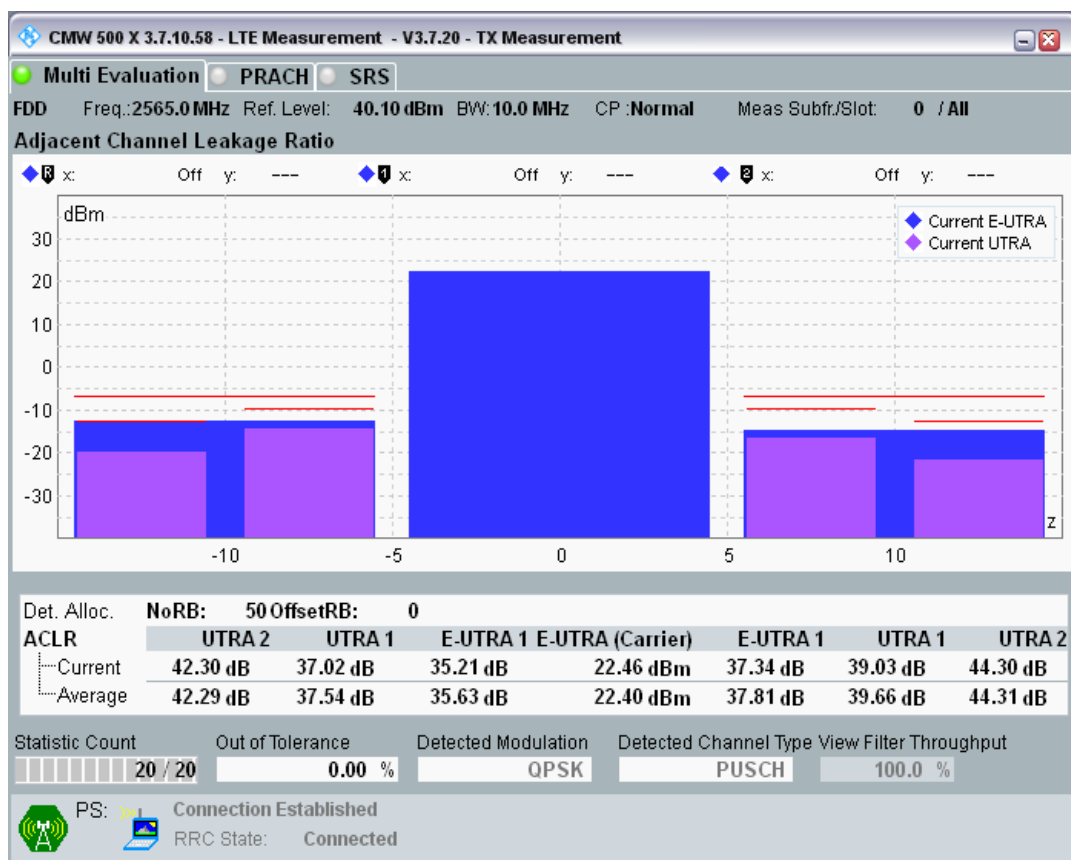 CMW 500 X 3.7.10.58 - LTE Measurement - V3.7.20 - TX Measurement
Multi Evaluation PRACH SRS
FDD Freq.:2565.0 MHz Ref. Level: 40.10 dBm BW:10.0 MHz CP :Normal Meas Subfr./Slot: 0 / All
Adjacent Channel Leakage Ratio
R x: Off y: --- 1 x: Off y: --- 2 x: Off y: ---
dBm
Current E-UTRA
Current UTRA
30
20
10
0
-10
-20
-30
z
-10 -5 0 5 10
Det. Alloc. NoRB: 50 OffsetRB: 0
ACLR UTRA 2 UTRA 1 E-UTRA 1 E-UTRA (Carrier) E-UTRA 1 UTRA 1 UTRA 2
Current 42.30 dB 37.02 dB 35.21 dB 22.46 dBm 37.34 dB 39.03 dB 44.30 dB
Average 42.29 dB 37.54 dB 35.63 dB 22.40 dBm 37.81 dB 39.66 dB 44.31 dB
Statistic Count Out of Tolerance Detected Modulation Detected Channel Type View Filter Throughput
20 / 20 0.00 % QPSK PUSCH 100.0 %
PS: Connection Established
RRC State: Connected